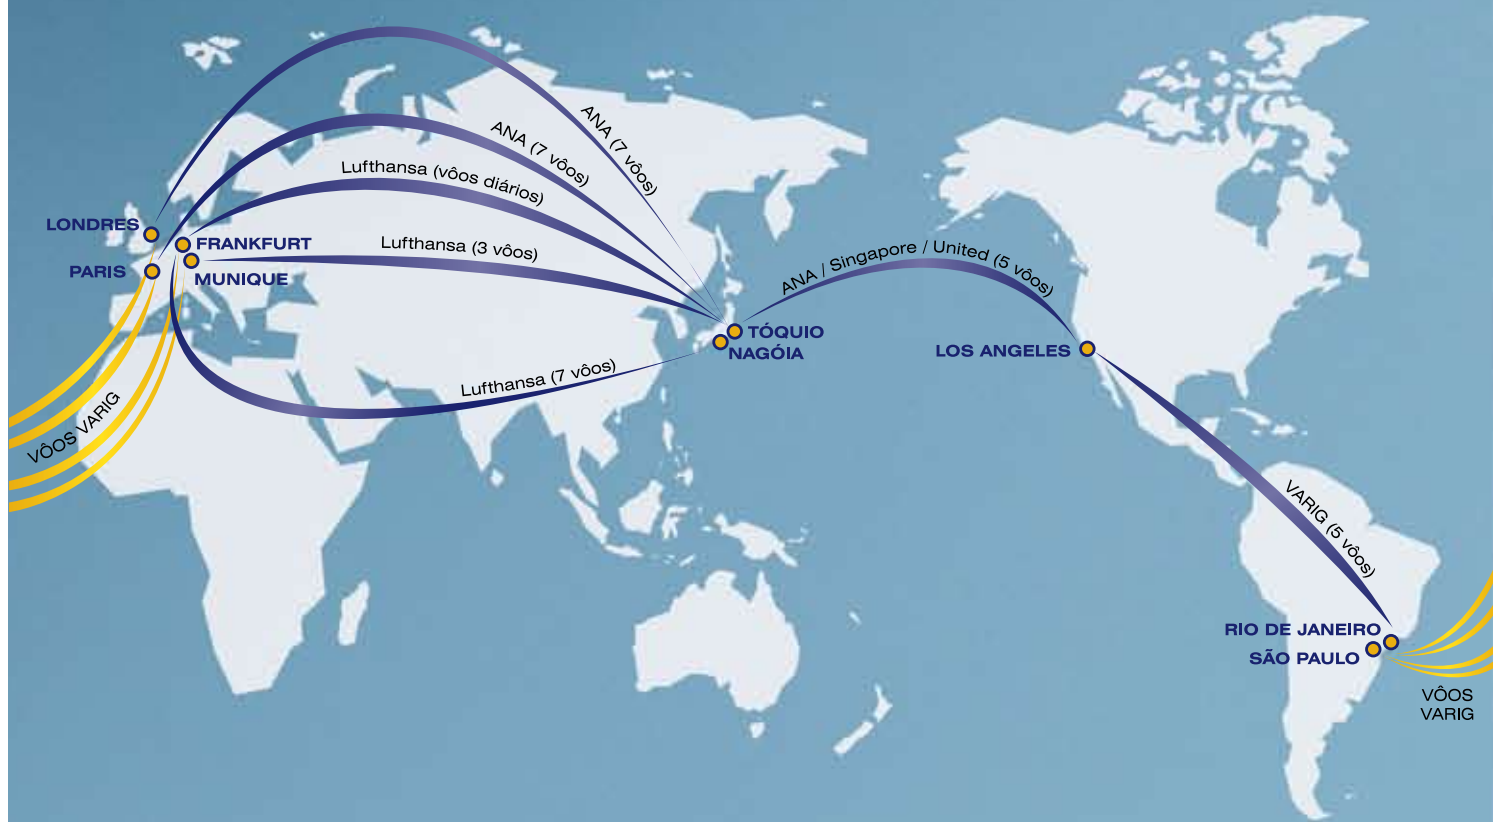 ANA (7 vôos)
ANA (7 vôos)
Lufthansa (vôos diários)
LONDRES
FRANKFURT
Lufthansa (3 vôos)
ANA / Singapore / United (5 vôos)
PARIS
MUNIQUE
TÓQUIO
NAGÓIA
LOS ANGELES
Lufthansa (7 vôos)
VÔOS VARIG
VARIG (5 vôos)
RIO DE JANEIRO
SÃO PAULO
VÔOS
VARIG